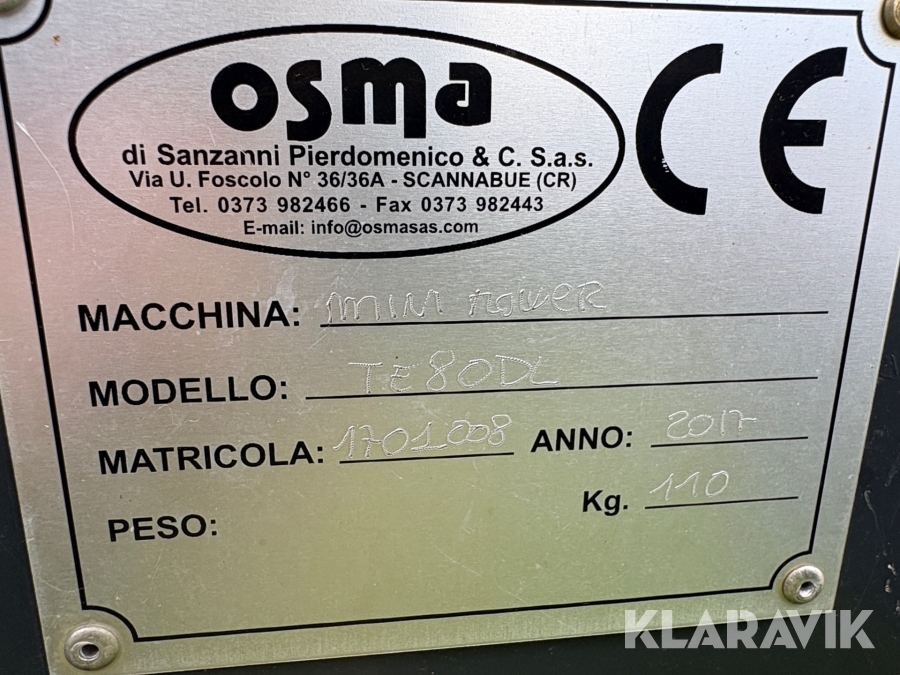 osma
CE
di Sanzanni Pierdomenico & C. S.a.s.
Via U. Foscolo N° 36/36A - SCANNABUE (CR)
Tel. 0373 982466 - Fax 0373 982443
E-mail: info@osmasas.com
MACCHINA: mini mower
MODELLO: TE80DL
MATRICOLA: 1701008 ANNO: 2017
PESO: Kg. 110
KLARAVIK